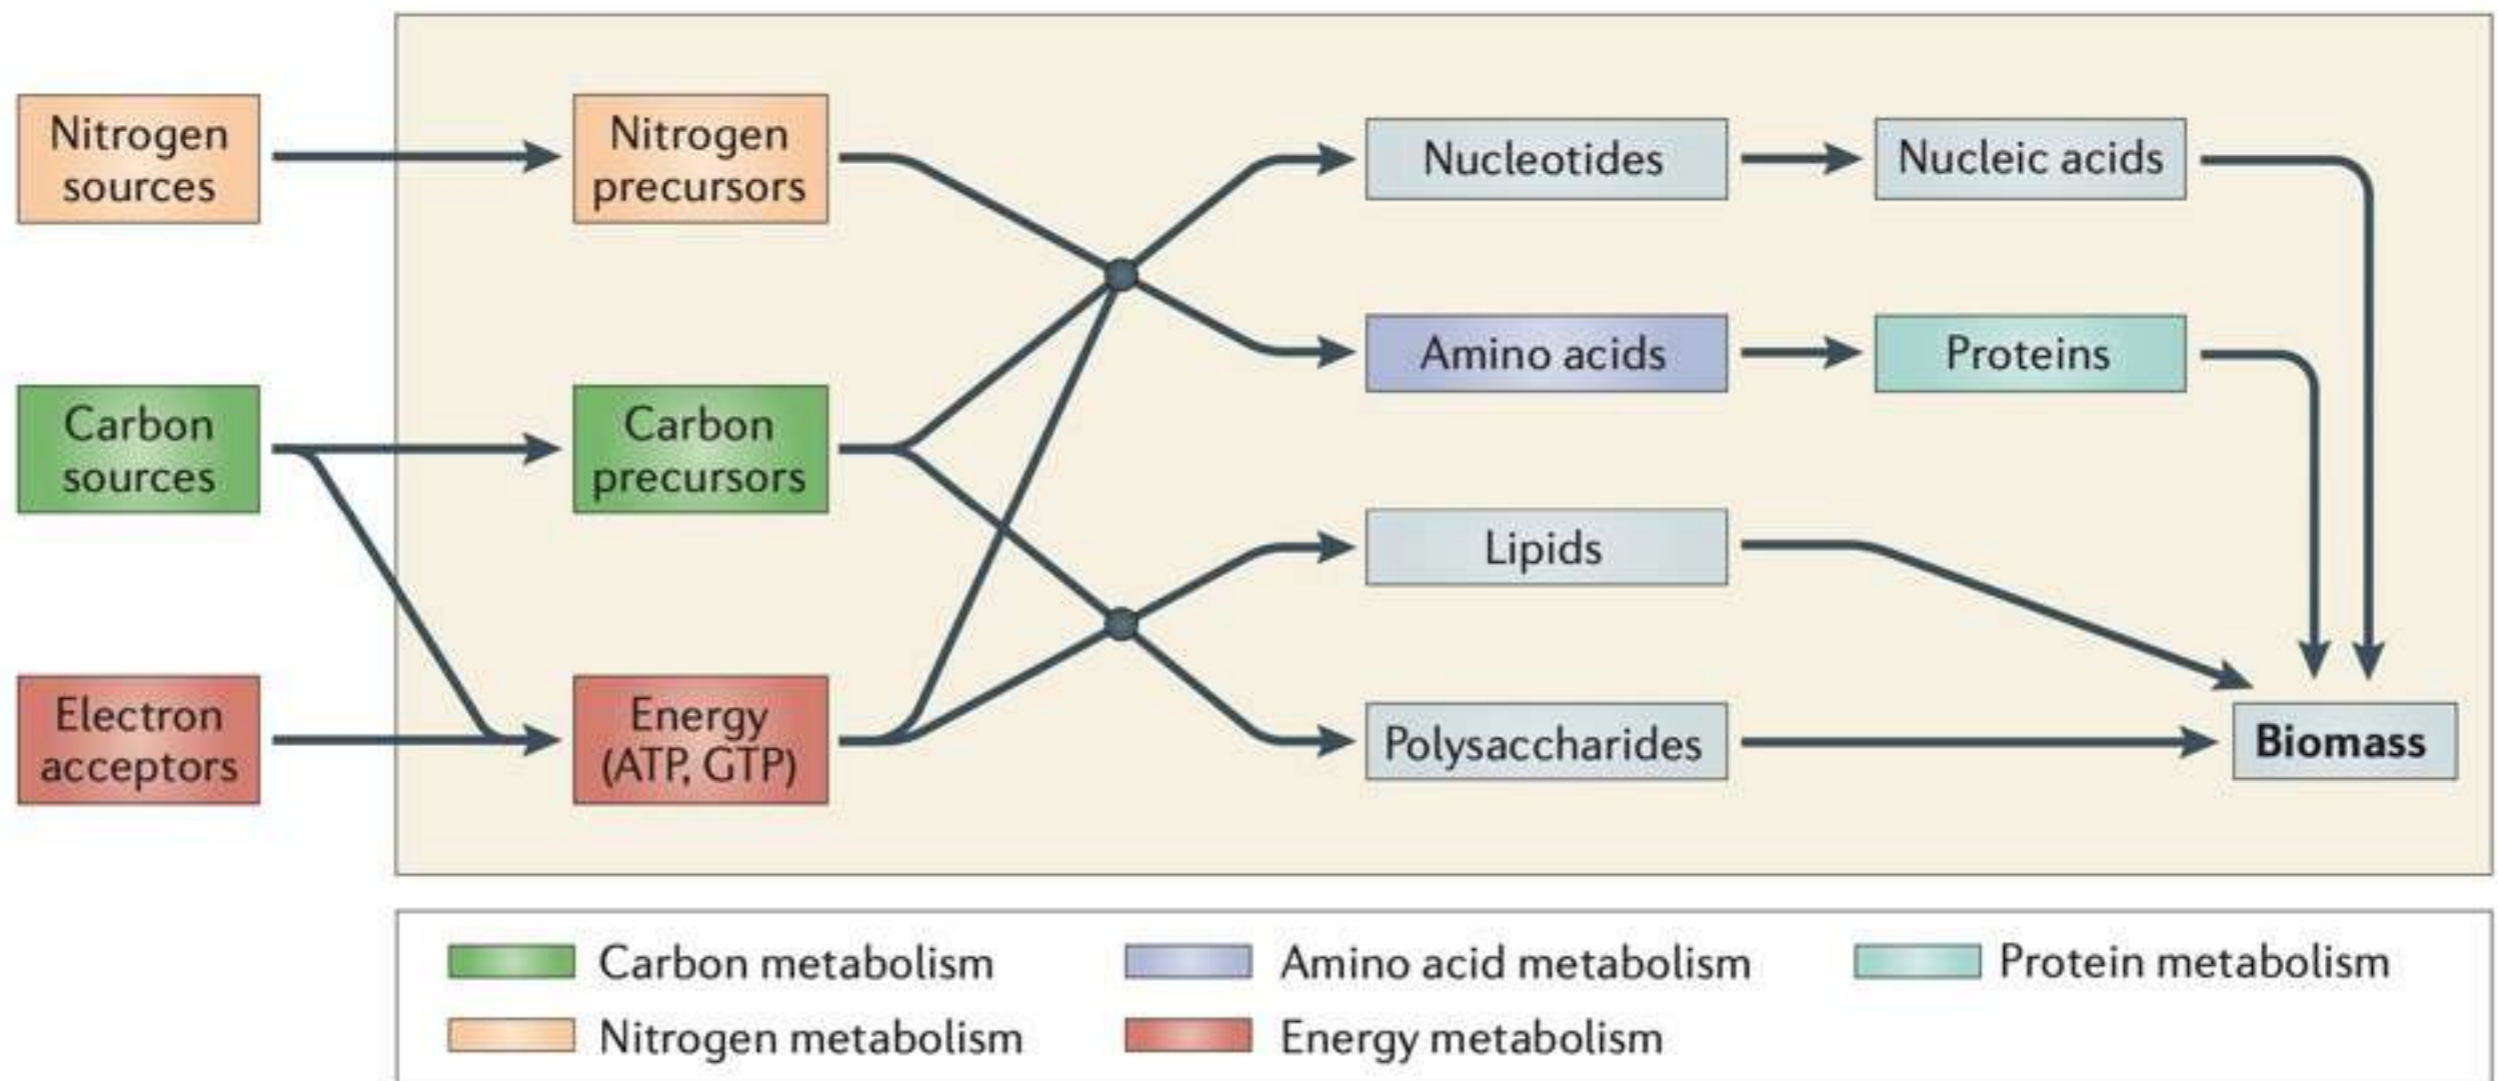 Nitrogen
sources
Nitrogen
precursors
Nucleotides
Nucleic acids
Carbon
sources
Carbon
precursors
Amino acids
Proteins
Lipids
Electron
acceptors
Energy
(ATP, GTP)
Polysaccharides
Biomass
Carbon metabolism
Amino acid metabolism
Protein metabolism
Nitrogen metabolism
Energy metabolism